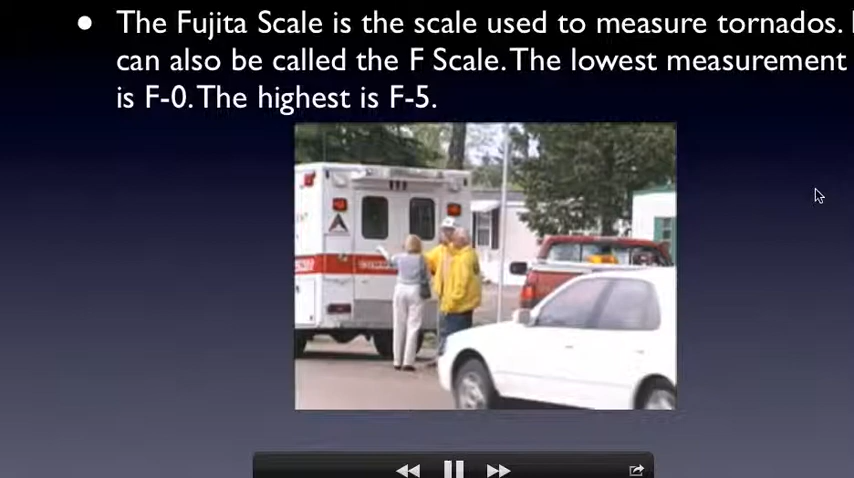 The Fujita Scale is the scale used to measure tornados.
can also be called the F Scale. The lowest measurement
is F-0. The highest is F-5.